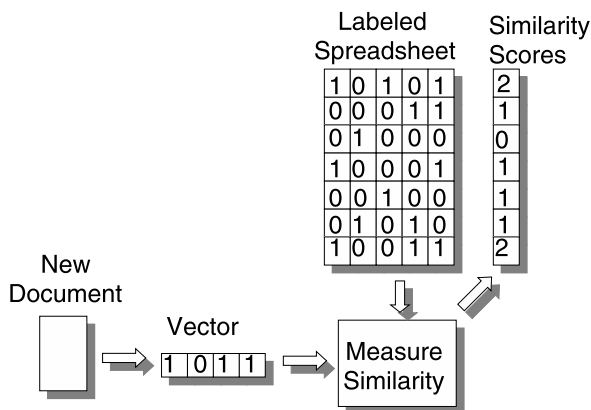 Labeled
Spreadsheet
Similarity
Scores
1 0 1 0 1
0 0 0 1 1
0 1 0 0 0
1 0 0 0 1
0 0 1 0 0
0 1 0 1 0
1 0 0 1 1
2
1
0
1
1
1
2
New
Document
Vector
1 0 1 1
Measure
Similarity